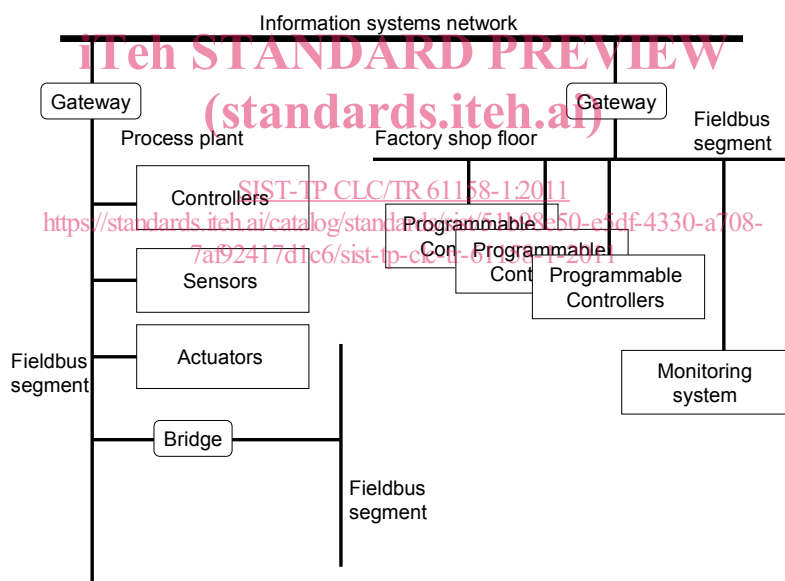 Information systems network
iTeh STANDARD PREVIEW
(standards.iteh.ai)
Gateway
Gateway
Process plant
Factory shop floor
Fieldbus
segment
Controllers
SIST-TP CLC/TR 61158-1:2011
https://standards.iteh.ai/catalog/standards/sist/51b98e50-e5df-4330-a708-
7af92417d1c6/sist-tp-clc-tr-61158-1-2011
Programmable
Con
Programmable
Cont
Programmable
Controllers
Sensors
Actuators
Fieldbus
segment
Monitoring
system
Bridge
Fieldbus
segment